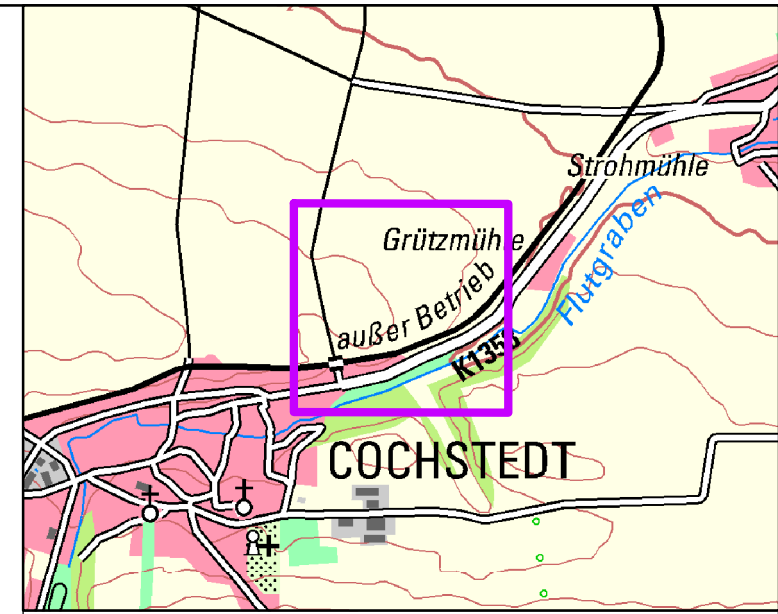 Strohmühle
Grützmühle
Flutgraben
außer Betrieb
K1355
COCHSTEDT